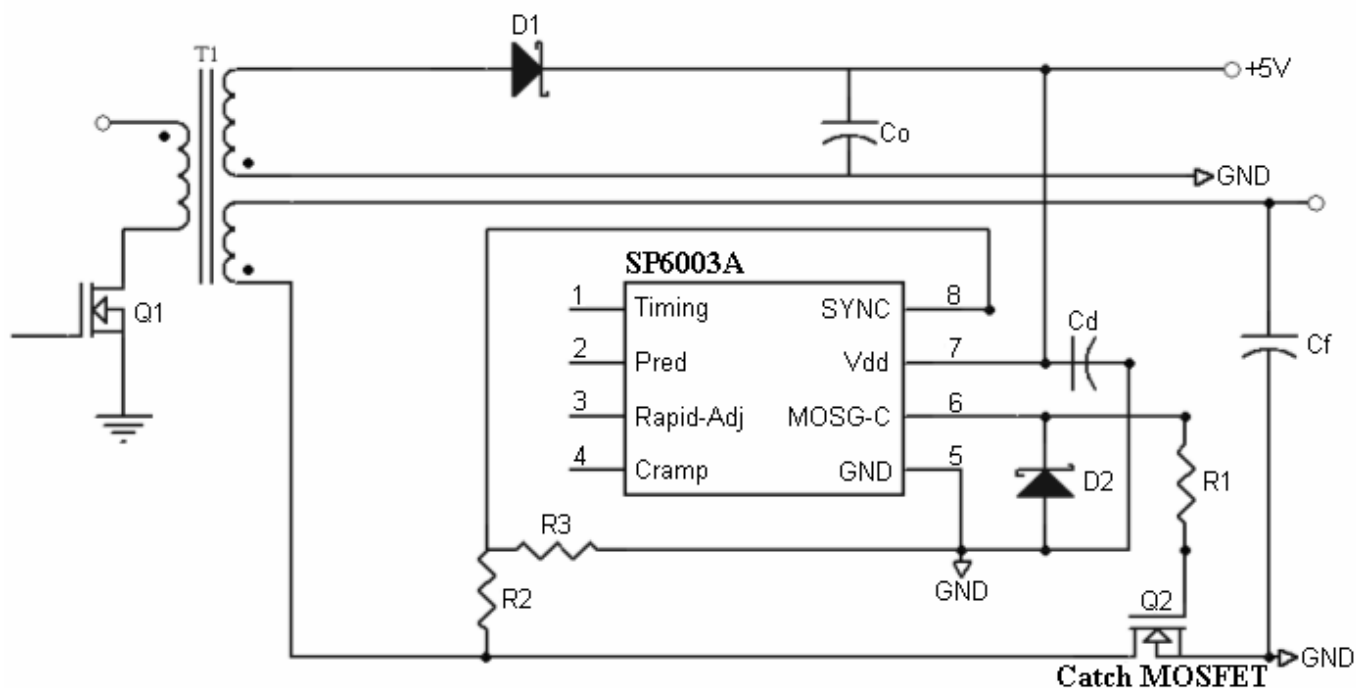 D1
T1
+5V
Co
GND
SP6003A
Q1
1 Timing SYNC 8
Cd
2 Pred Vdd 7
Cf
3 Rapid-Adj MOSG-C 6
4 Cramp GND 5
D2
R1
R3
GND
R2
Q2
GND
Catch MOSFET